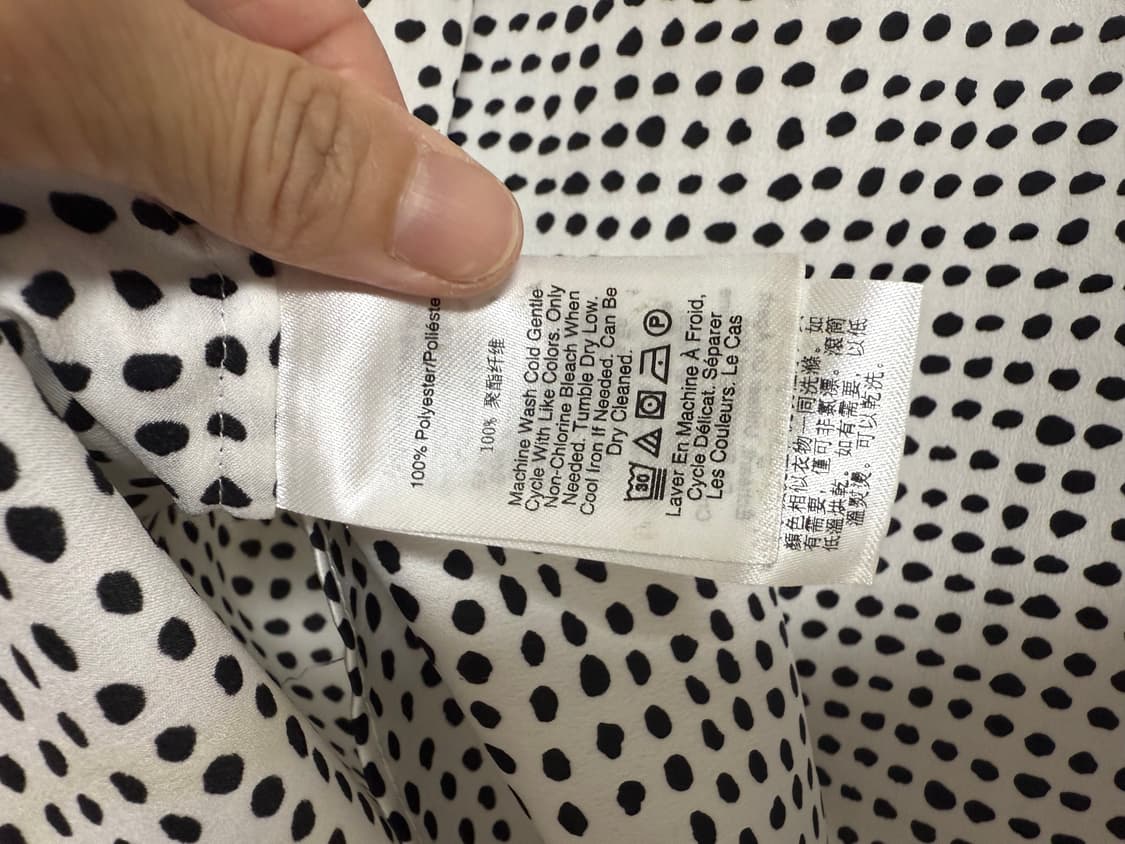 100% Polyester/Poliéste
100% 聚酯纤维
Machine Wash Cold Gentle
Cycle With Like Colors. Only
Non-Chlorine Bleach When
Needed. Tumble Dry Low.
Cool Iron If Needed. Can Be
Dry Cleaned.
30 P
Laver En Machine À Froid,
Cycle Délicat. Séparer
Les Couleurs. Le Cas
顏色相似衣物一同洗滌。如
有需要，僅可非氯漂。滾筒
低溫烘乾。如有需要，以低
溫熨燙。可以乾洗。